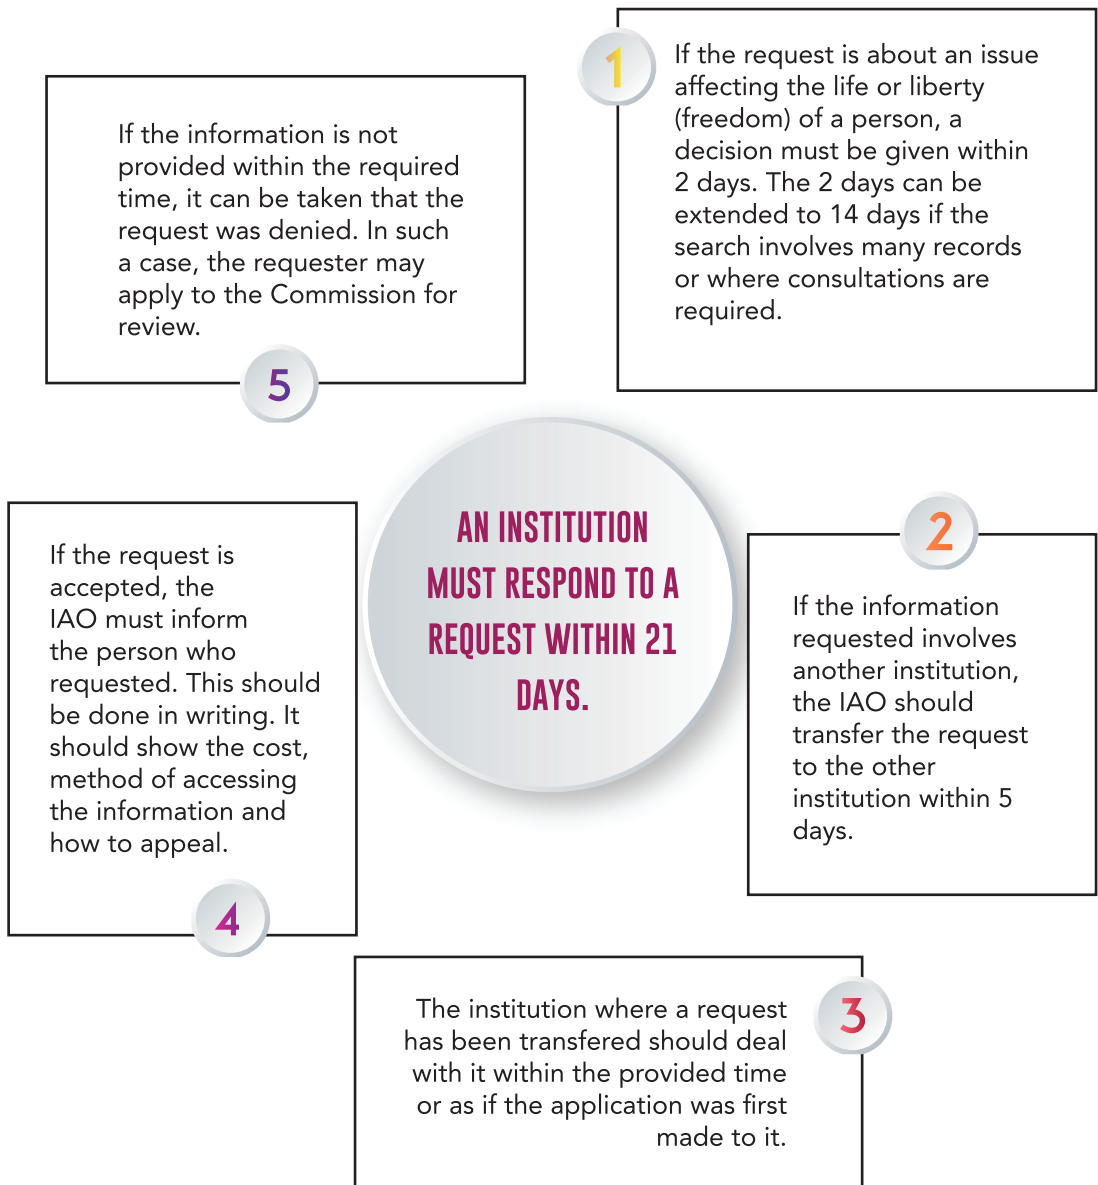 AN INSTITUTION
MUST RESPOND TO A
REQUEST WITHIN 21
DAYS.
1
If the request is about an issue
affecting the life or liberty
(freedom) of a person, a
decision must be given within
2 days. The 2 days can be
extended to 14 days if the
search involves many records
or where consultations are
required.
2
If the information
requested involves
another institution,
the IAO should
transfer the request
to the other
institution within 5
days.
3
The institution where a request
has been transfered should deal
with it within the provided time
or as if the application was first
made to it.
4
If the request is
accepted, the
IAO must inform
the person who
requested. This should
be done in writing. It
should show the cost,
method of accessing
the information and
how to appeal.
5
If the information is not
provided within the required
time, it can be taken that the
request was denied. In such
a case, the requester may
apply to the Commission for
review.